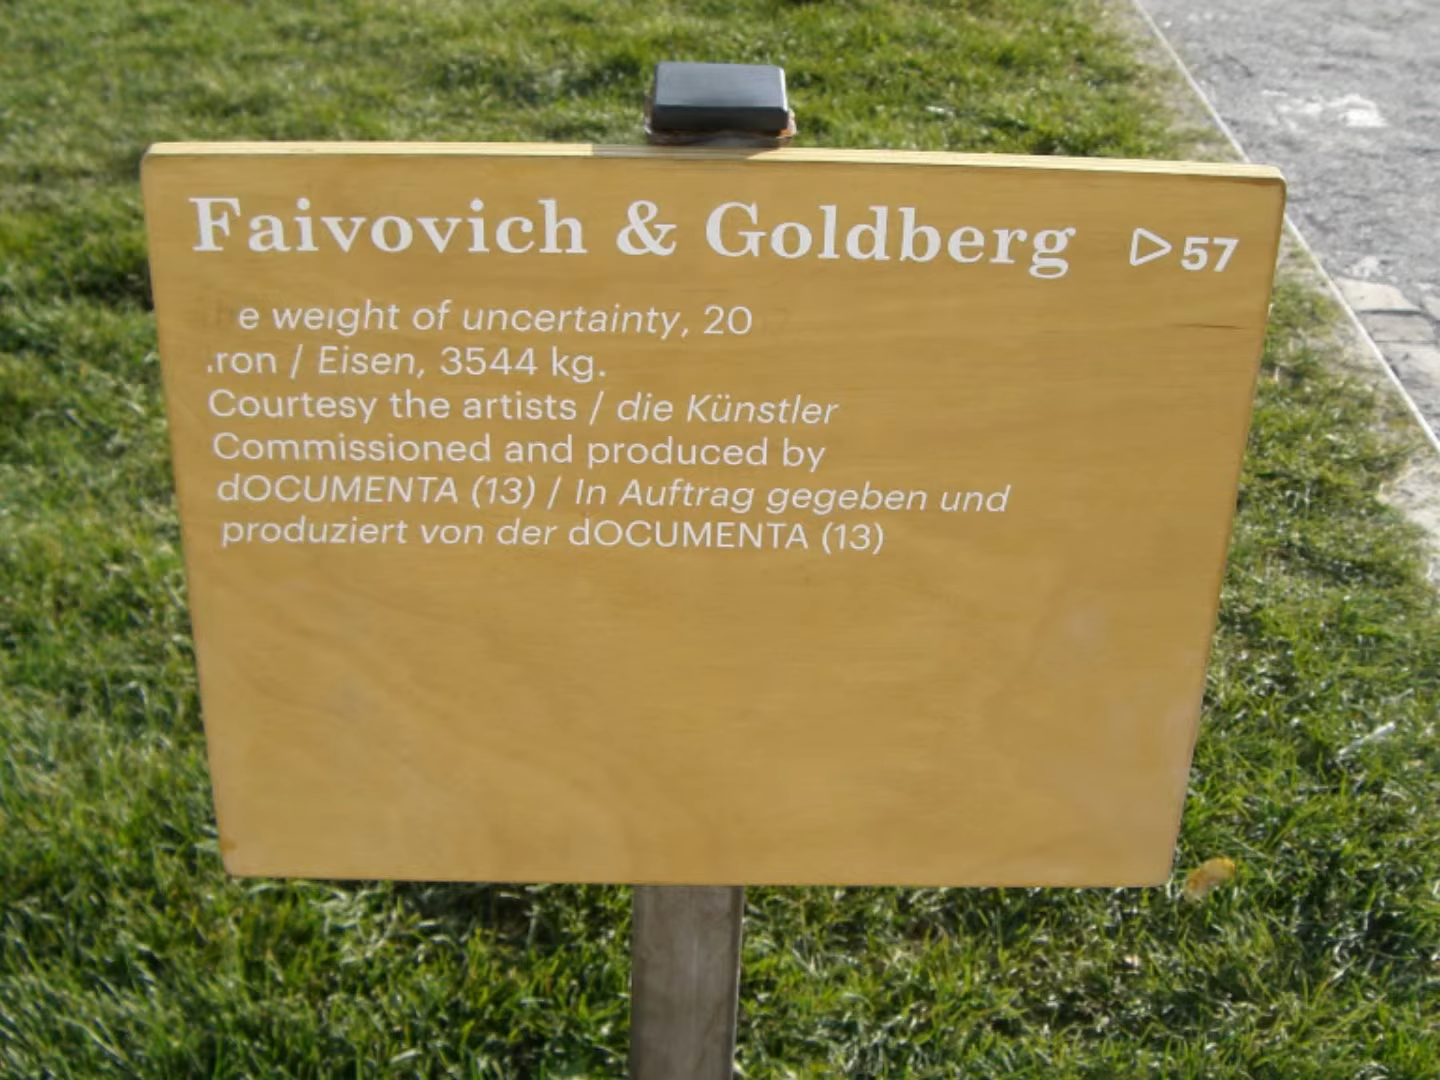 Faivovich & Goldberg ▷57
e weight of uncertainty, 20
.ron / Eisen, 3544 kg.
Courtesy the artists / die Künstler
Commissioned and produced by
dOCUMENTA (13) / In Auftrag gegeben und
produziert von der dOCUMENTA (13)